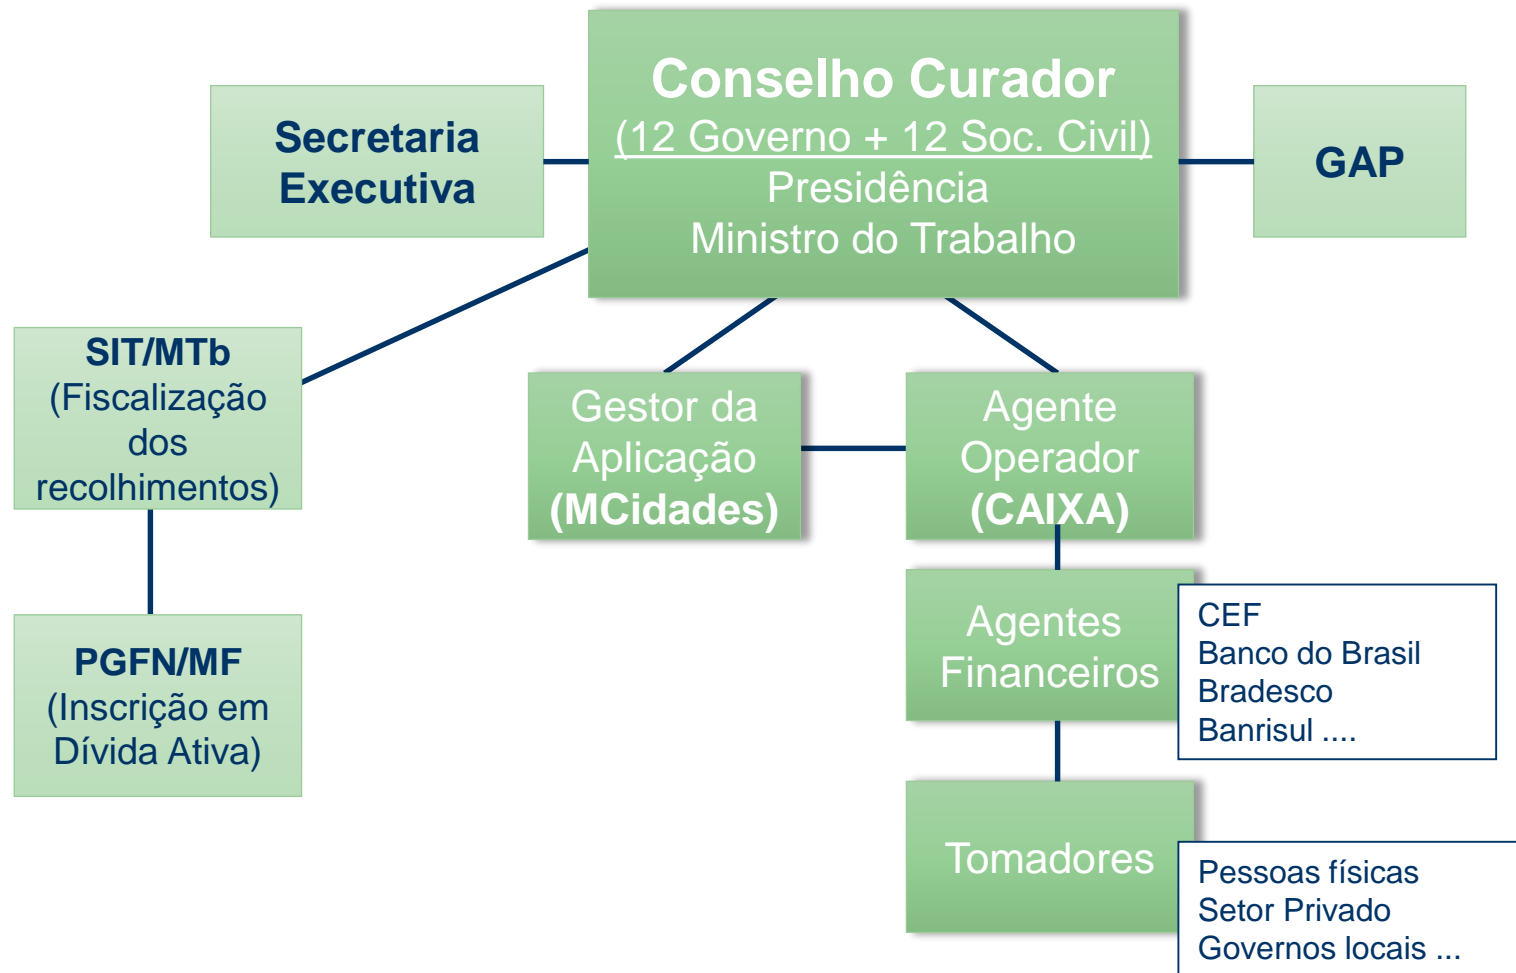 Conselho Curador
(12 Governo + 12 Soc. Civil)
Presidência
Ministro do Trabalho
Secretaria
Executiva
GAP
SIT/MTb
(Fiscalização
dos
recolhimentos)
Gestor da
Aplicação
(MCidades)
Agente
Operador
(CAIXA)
PGFN/MF
(Inscrição em
Dívida Ativa)
Agentes
Financeiros
CEF
Banco do Brasil
Bradesco
Banrisul ....
Tomadores
Pessoas físicas
Setor Privado
Governos locais ...